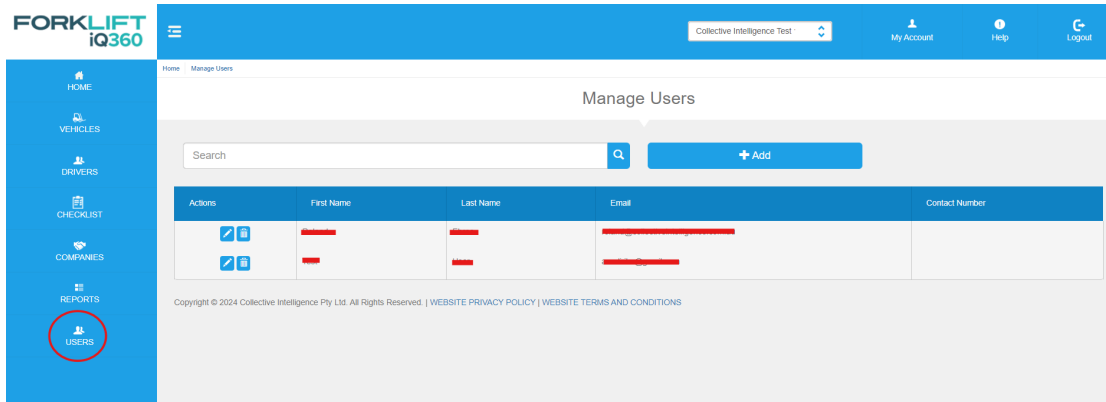 FORKLIFT
iQ360
Collective Intelligence Test
My Account
Help
Logout
HOME
VEHICLES
DRIVERS
CHECKLIST
COMPANIES
REPORTS
USERS
Home Manage Users
Manage Users
Search
Add
Actions First Name Last Name Email Contact Number
Copyright © 2024 Collective Intelligence Pty Ltd. All Rights Reserved. | WEBSITE PRIVACY POLICY | WEBSITE TERMS AND CONDITIONS